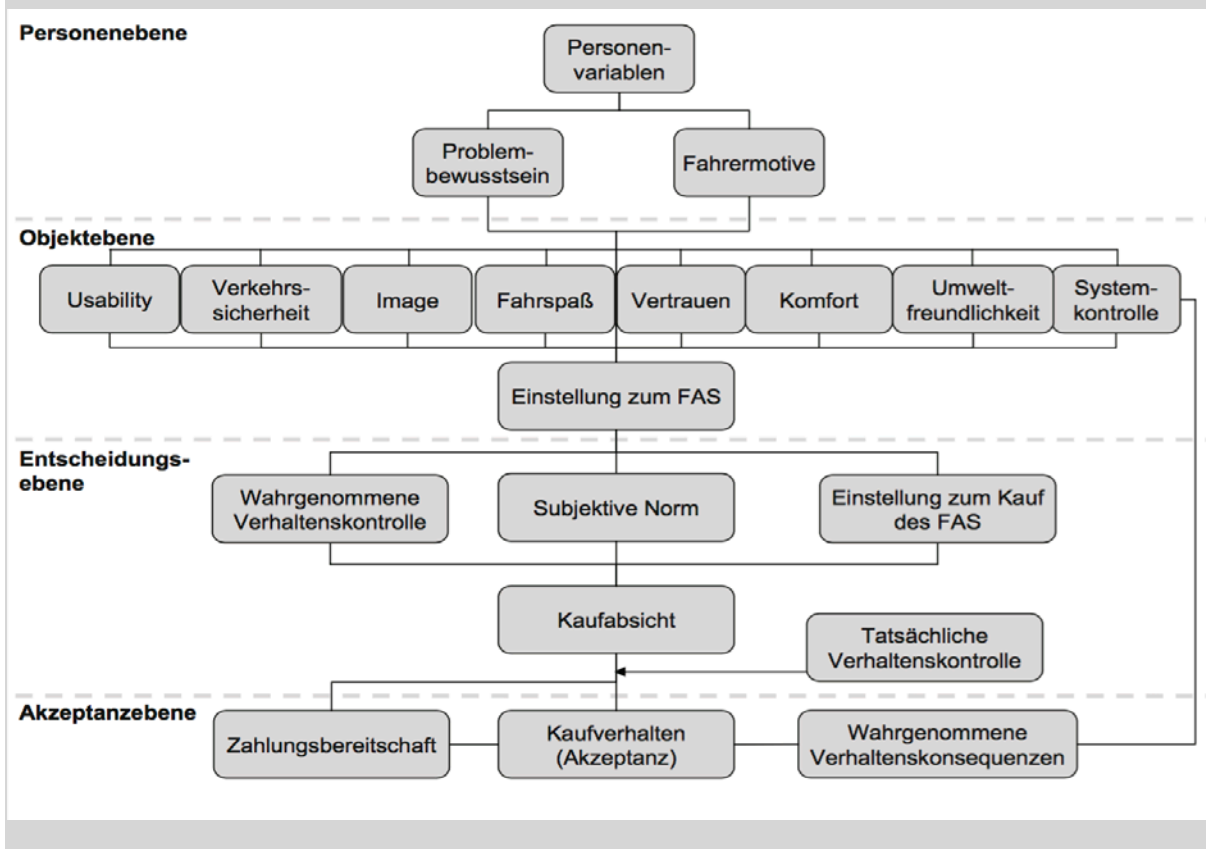 Personenebene
Personen-
variablen
Problem-
bewusstsein
Fahrermotive
Objektebene
Usability
Verkehrs-
sicherheit
Image
Fahrspaß
Vertrauen
Komfort
Umwelt-
freundlichkeit
System-
kontrolle
Einstellung zum FAS
Entscheidungs-
ebene
Wahrgenommene
Verhaltenskontrolle
Subjektive Norm
Einstellung zum Kauf
des FAS
Kaufabsicht
Tatsächliche
Verhaltenskontrolle
Akzeptanzebene
Zahlungsbereitschaft
Kaufverhalten
(Akzeptanz)
Wahrgenommene
Verhaltenskonsequenzen